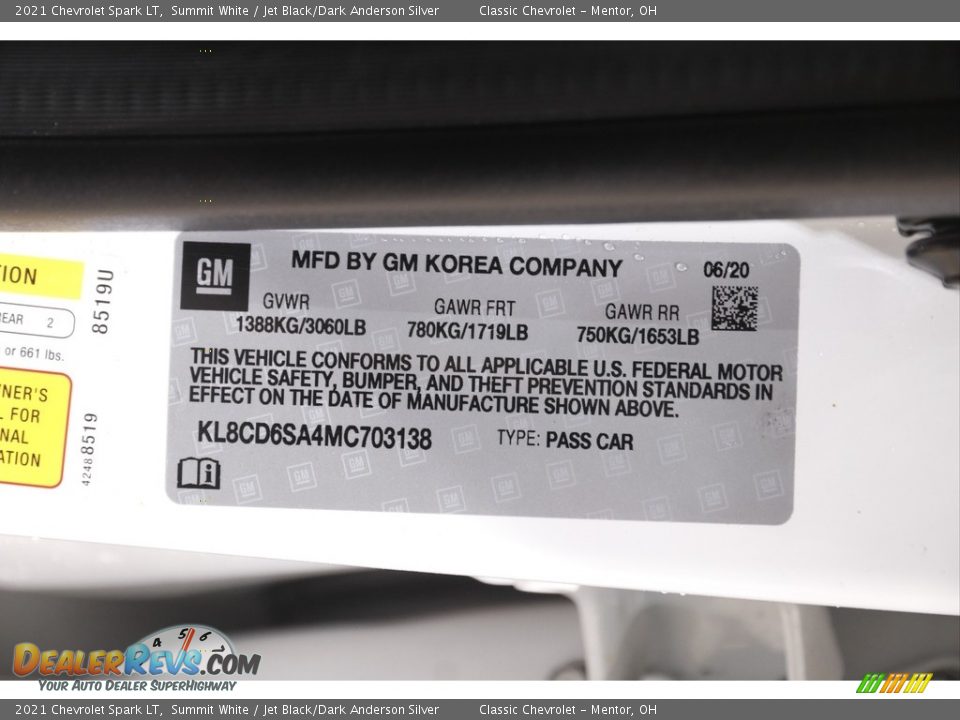 2021 Chevrolet Spark LT,  Summit White / Jet Black/Dark Anderson Silver    Classic Chevrolet – Mentor, OH
GM
MFD BY GM KOREA COMPANY
06/20
GVWR
1388KG/3060LB
GAWR FRT
780KG/1719LB
GAWR RR
750KG/1653LB
THIS VEHICLE CONFORMS TO ALL APPLICABLE U.S. FEDERAL MOTOR
VEHICLE SAFETY, BUMPER, AND THEFT PREVENTION STANDARDS IN
EFFECT ON THE DATE OF MANUFACTURE SHOWN ABOVE.
KL8CD6SA4MC703138
TYPE: PASS CAR
TION
REAR 2
or 661 lbs.
8519U
WNER'S
L FOR
NAL
ATION
42488519
4 5 6
DEALERREVS.COM
YOUR AUTO DEALER SUPERHIGHWAY
2021 Chevrolet Spark LT,  Summit White / Jet Black/Dark Anderson Silver    Classic Chevrolet – Mentor, OH